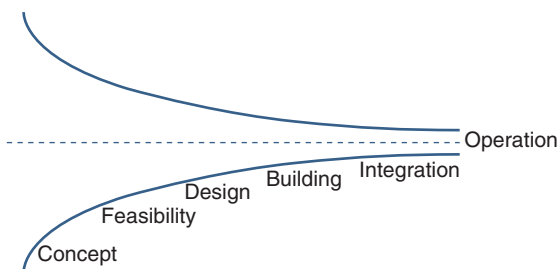 Operation
Integration
Building
Design
Feasibility
Concept